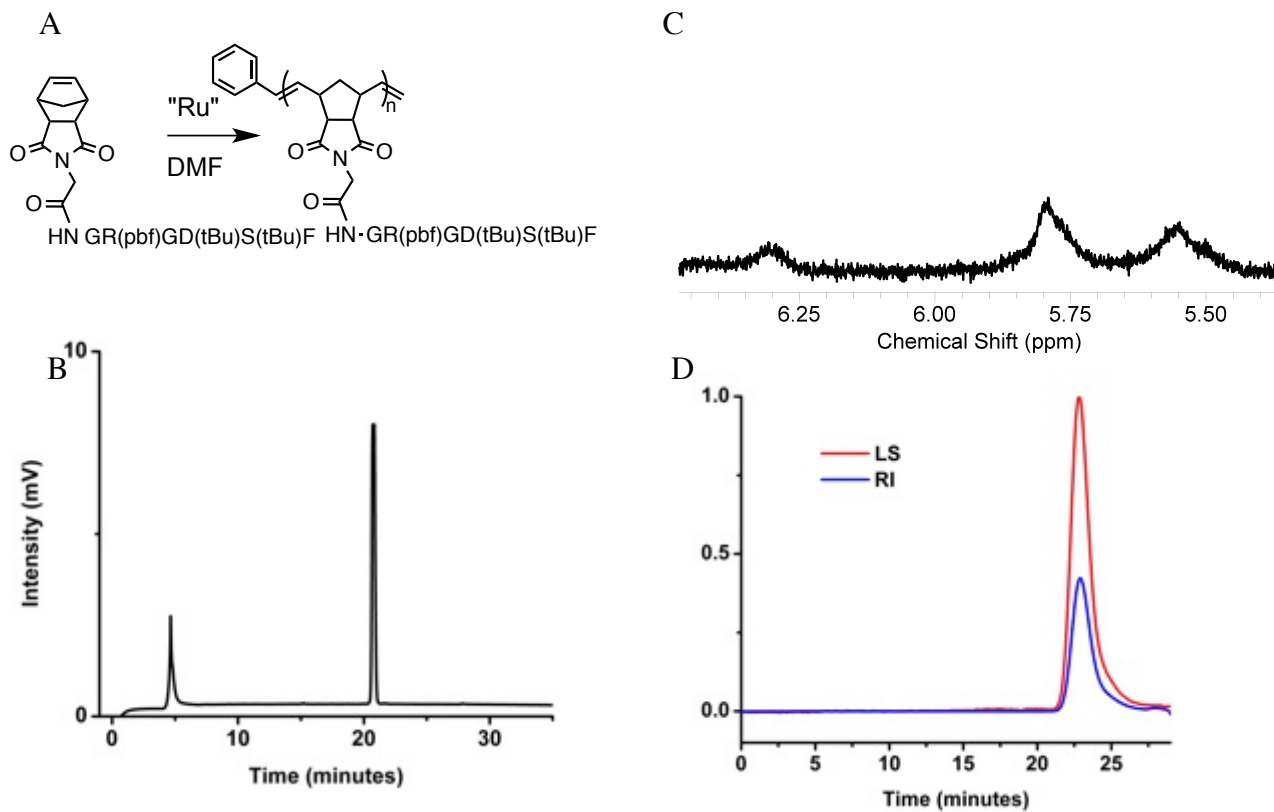 A
"Ru"
DMF
n
O
N
O
O
HN GR(pbf)GD(tBu)S(tBu)F
O
N
O
O
HN-GR(pbf)GD(tBu)S(tBu)F
C
6.25 6.00 5.75 5.50
Chemical Shift (ppm)
B
10
0
Intensity (mV)
0 10 20 30
Time (minutes)
D
1.0
0.5
0.0
LS
RI
0 5 10 15 20 25
Time (minutes)